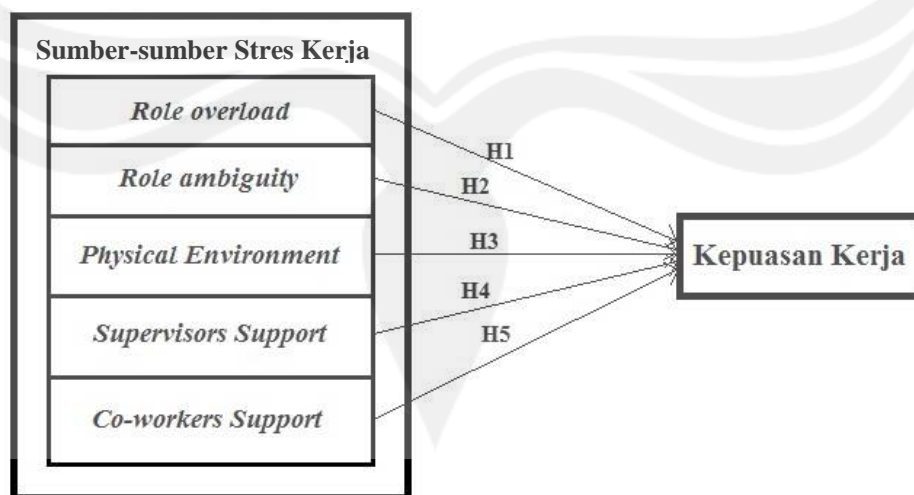 Sumber-sumber Stres Kerja
Role overload
Role ambiguity
Physical Environment
Supervisors Support
Co-workers Support
H1
H2
H3
H4
H5
Kepuasan Kerja